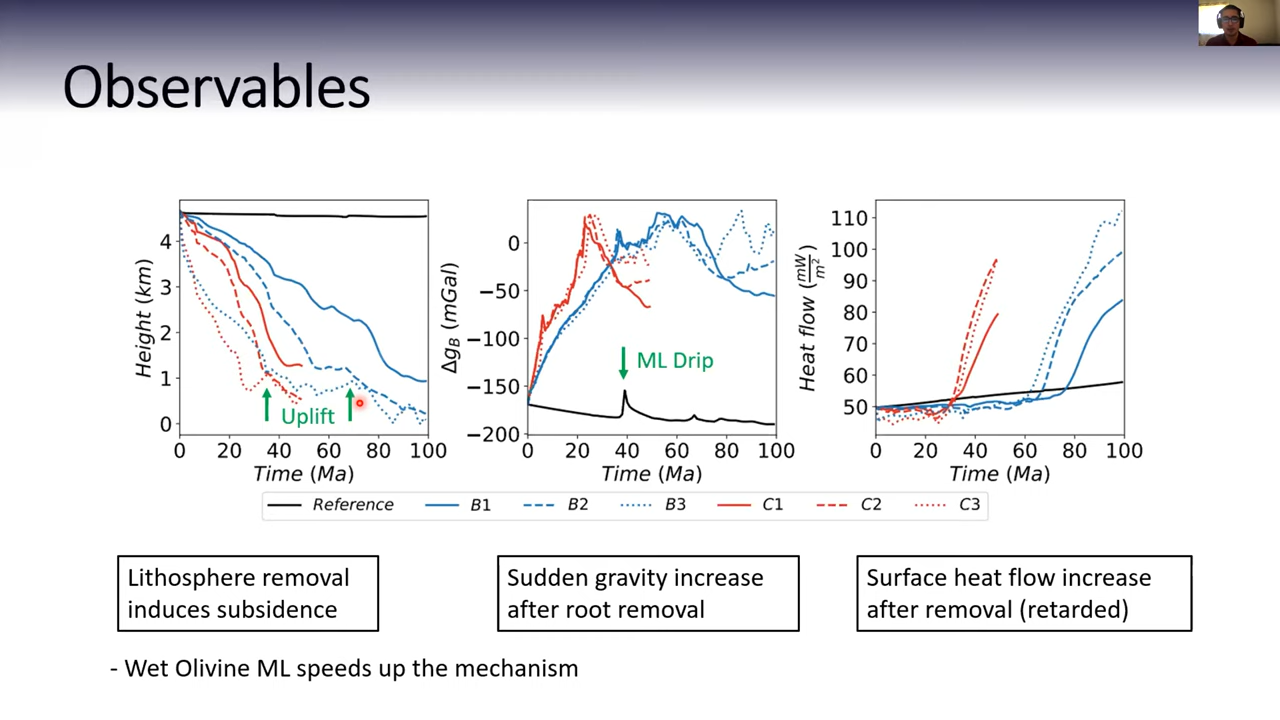 Observables
Height (km)
4
3
2
1
0
Uplift
0 20 40 60 80 100
Time (Ma)
Δg_B (mGal)
0
−50
−100
−150
−200
ML Drip
0 20 40 60 80 100
Time (Ma)
Heat flow (mW/m²)
110
100
90
80
70
60
50
0 20 40 60 80 100
Time (Ma)
Reference B1 B2 B3 C1 C2 C3
Lithosphere removal
induces subsidence
Sudden gravity increase
after root removal
Surface heat flow increase
after removal (retarded)
- Wet Olivine ML speeds up the mechanism